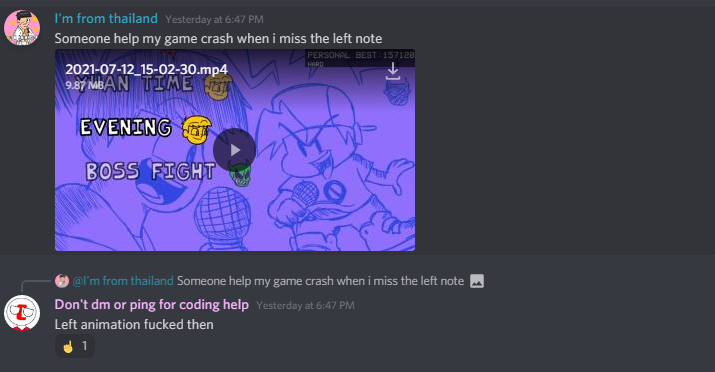 I'm from thailand Yesterday at 6:47 PM
Someone help my game crash when i miss the left note
PERSONAL BEST:157120
HARD
2021-07-12_15-02-30.mp4
9.87 MB
YUAN TIME
EVENING
BOSS FIGHT
@I'm from thailand Someone help my game crash when i miss the left note
Don't dm or ping for coding help Yesterday at 6:47 PM
Left animation fucked then
1